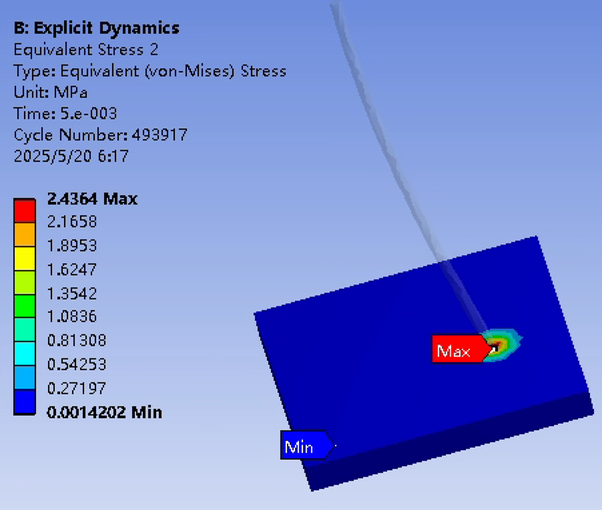 B: Explicit Dynamics
Equivalent Stress 2
Type: Equivalent (von-Mises) Stress
Unit: MPa
Time: 5.e-003
Cycle Number: 493917
2025/5/20 6:17
2.4364 Max
2.1658
1.8953
1.6247
1.3542
1.0836
0.81308
0.54253
0.27197
0.0014202 Min
Max
Min